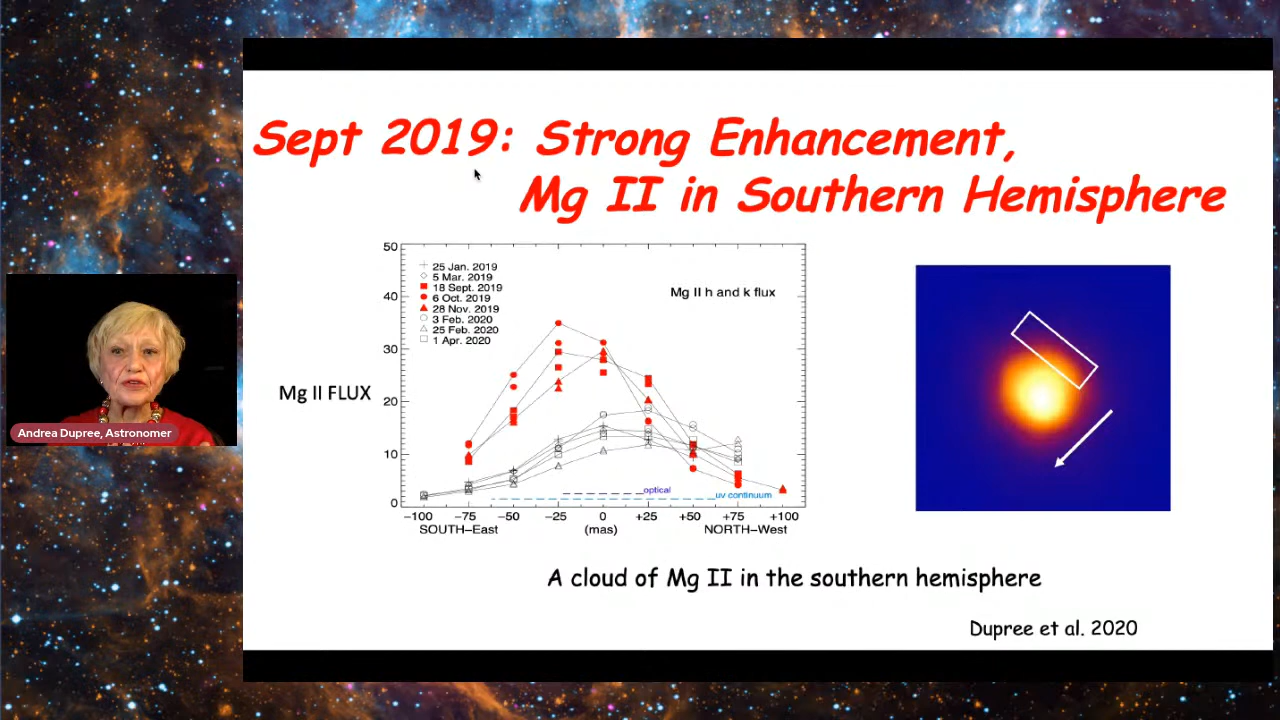 Sept 2019: Strong Enhancement,
Mg II in Southern Hemisphere
50
40
30
20
10
0
Mg II FLUX
25 Jan. 2019
5 Mar. 2019
18 Sept. 2019
6 Oct. 2019
28 Nov. 2019
3 Feb. 2020
25 Feb. 2020
1 Apr. 2020
Mg II h and k flux
optical
uv continuum
−100 −75 −50 −25 0 +25 +50 +75 +100
SOUTH−East (mas) NORTH−West
Andrea Dupree, Astronomer
A cloud of Mg II in the southern hemisphere
Dupree et al. 2020